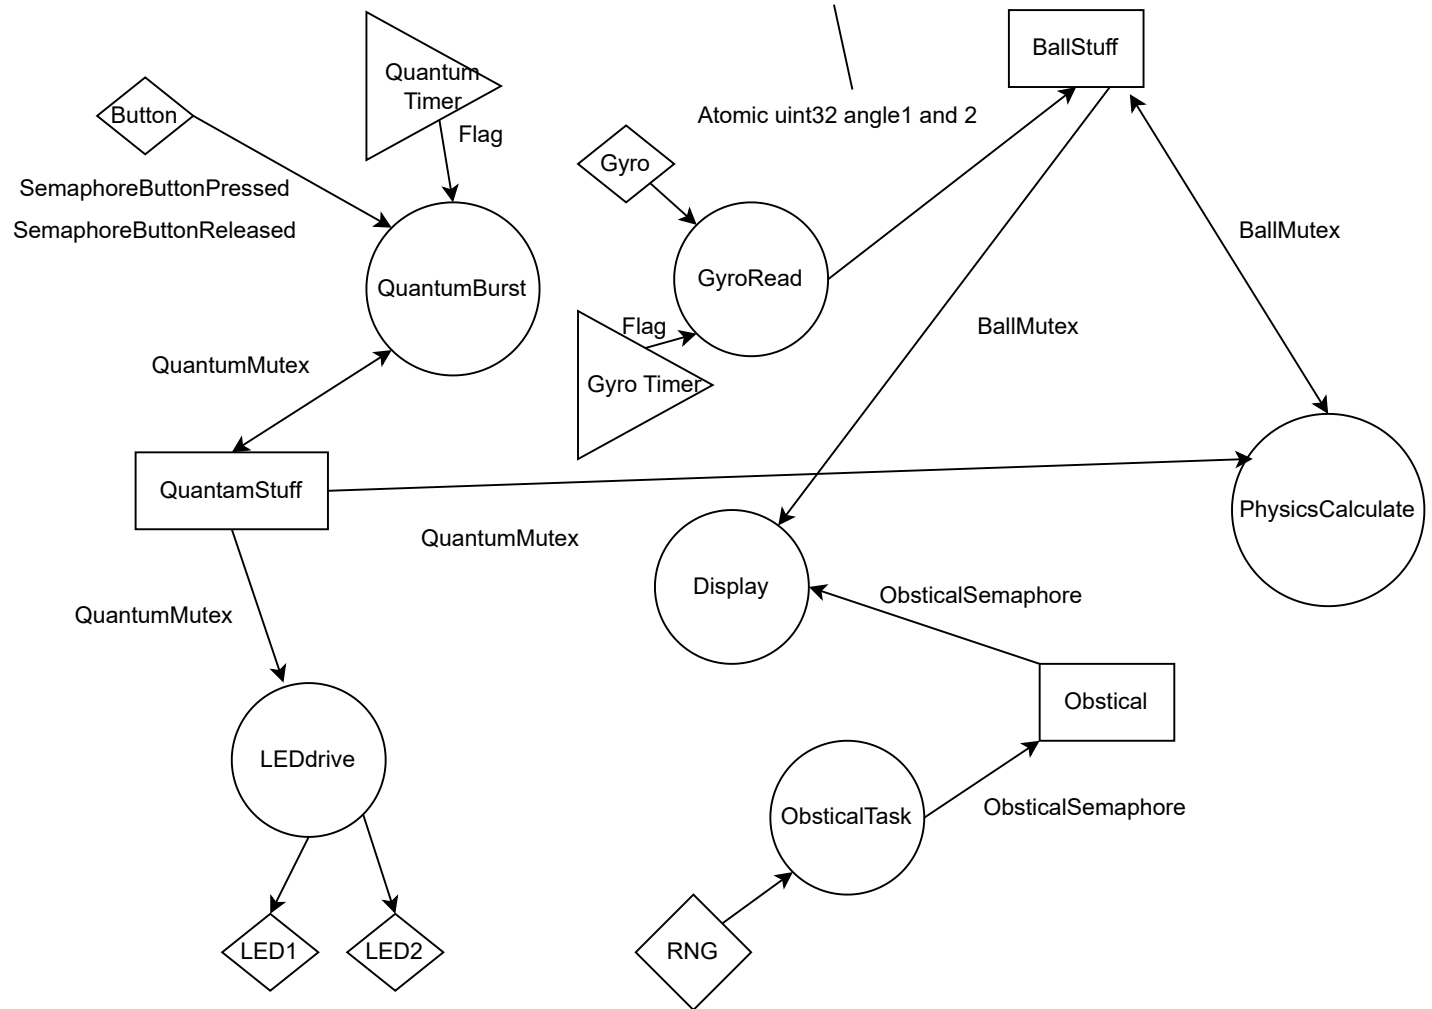 BallStuff
Quantum
Timer
Button
Atomic uint32 angle1 and 2
Flag
Gyro
SemaphoreButtonPressed
SemaphoreButtonReleased
BallMutex
GyroRead
QuantumBurst
Flag
BallMutex
QuantumMutex
Gyro Timer
QuantamStuff
PhysicsCalculate
QuantumMutex
Display
ObsticalSemaphore
QuantumMutex
Obstical
LEDdrive
ObsticalSemaphore
ObsticalTask
LED1
LED2
RNG